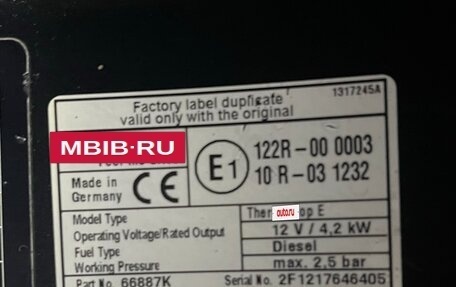 Factory label duplicate
valid only with the original
1317245A
MBIB·RU
E1
122R-00 0003
10 R-03 1232
Made in
Germany
CE
Model Type
auto.ru
op E
Operating Voltage/Rated Output
12 V / 4,2 kW
Fuel Type
Diesel
Working Pressure
max. 2,5 bar
Part No.
66887K
Serial No.
2F1217646405